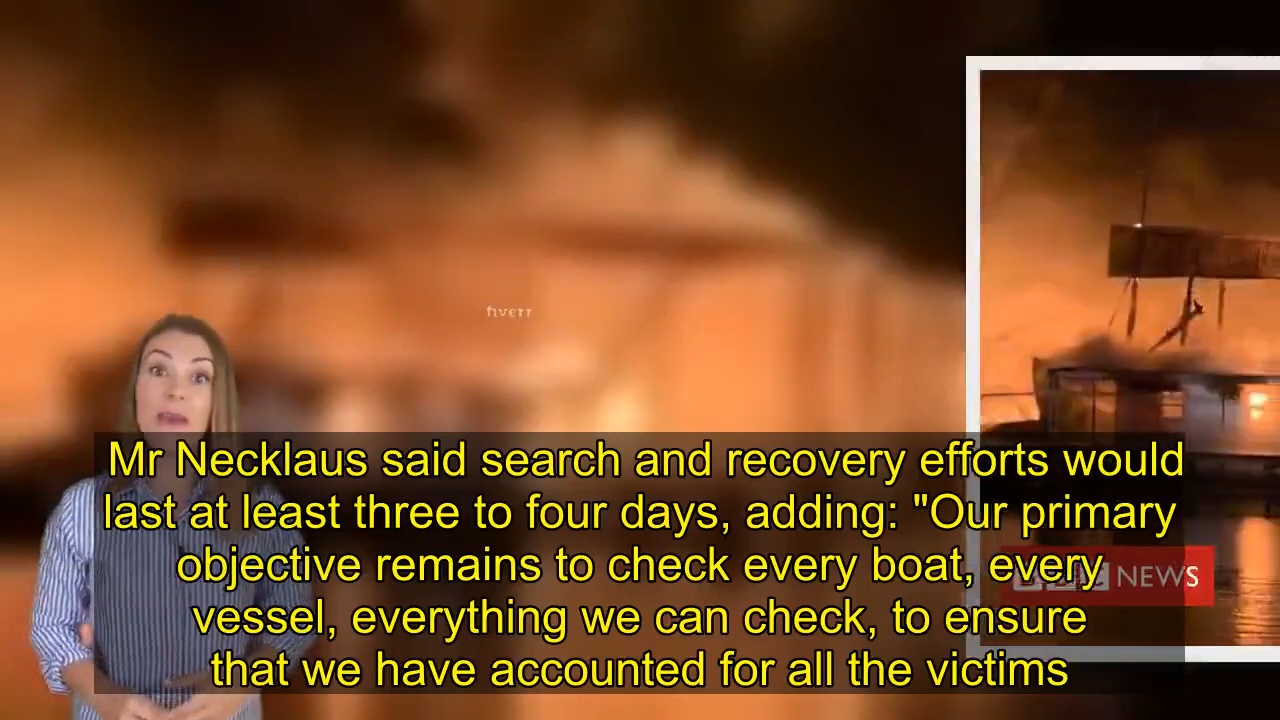 fiverr
Mr Necklaus said search and recovery efforts would
last at least three to four days, adding: "Our primary
objective remains to check every boat, every
vessel, everything we can check, to ensure
that we have accounted for all the victims
NEWS